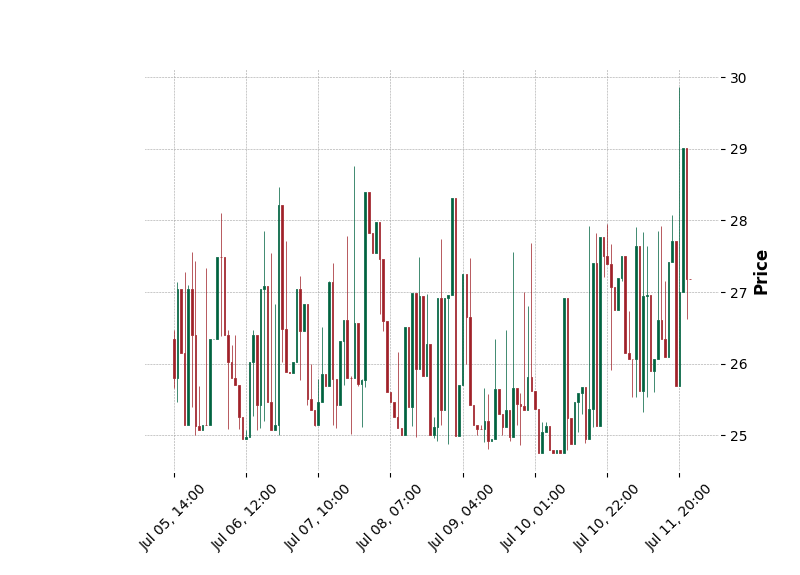 30
29
28
27
26
25
Price
Jul 05, 14:00
Jul 06, 12:00
Jul 07, 10:00
Jul 08, 07:00
Jul 09, 04:00
Jul 10, 01:00
Jul 10, 22:00
Jul 11, 20:00